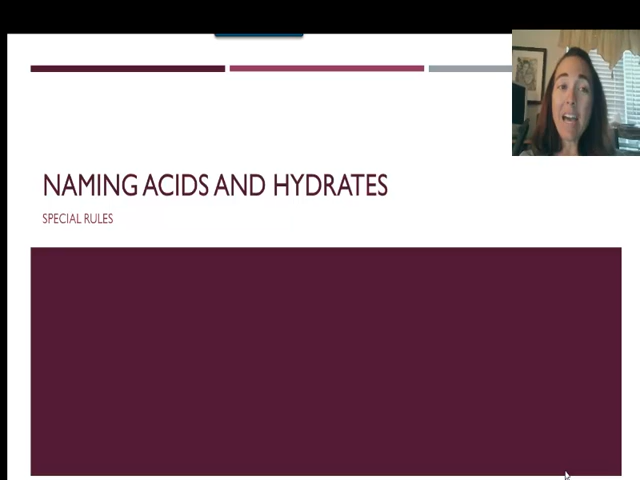 NAMING ACIDS AND HYDRATES
SPECIAL RULES